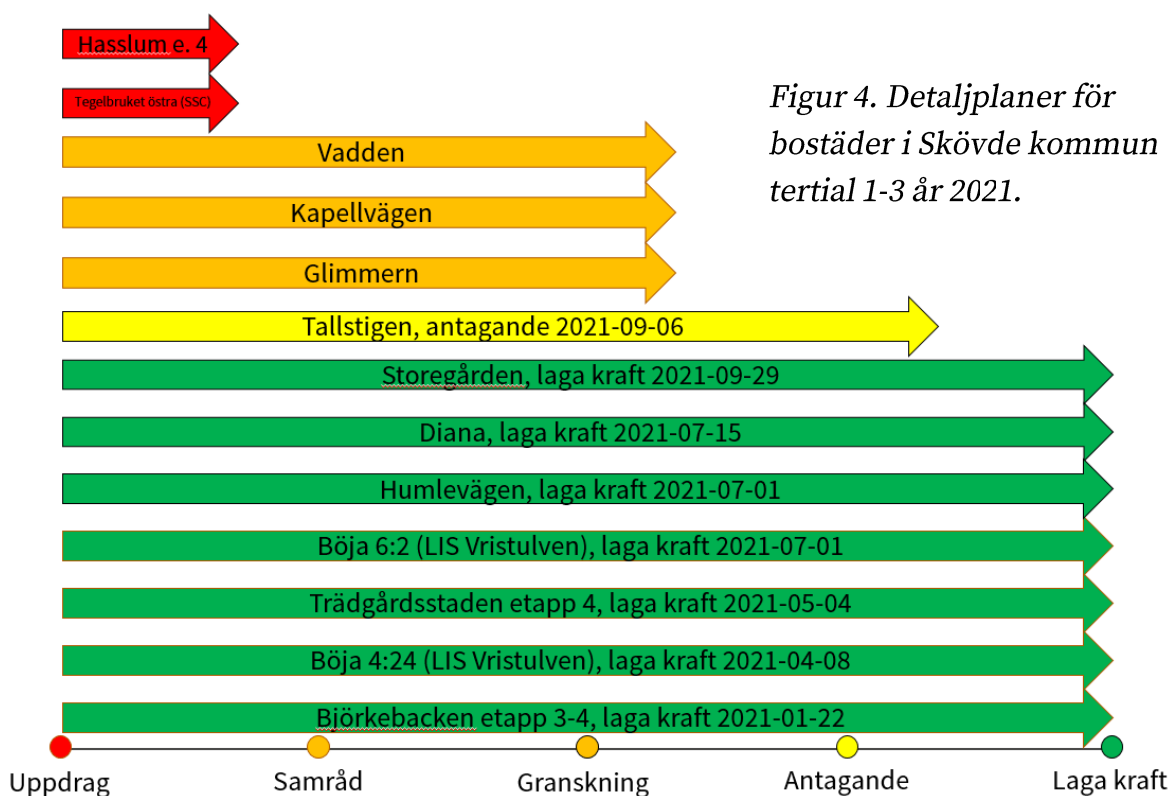 Hasslum e. 4
Tegelbruket östra (SSC)
Figur 4. Detaljplaner för
bostäder i Skövde kommun
tertial 1-3 år 2021.
Vadden
Kapellvägen
Glimmern
Tallstigen, antagande 2021-09-06
Storegården, laga kraft 2021-09-29
Diana, laga kraft 2021-07-15
Humlevägen, laga kraft 2021-07-01
Böja 6:2 (LIS Vristulven), laga kraft 2021-07-01
Trädgårdsstaden etapp 4, laga kraft 2021-05-04
Böja 4:24 (LIS Vristulven), laga kraft 2021-04-08
Björkebacken etapp 3-4, laga kraft 2021-01-22
Uppdrag Samråd Granskning Antagande Laga kraft